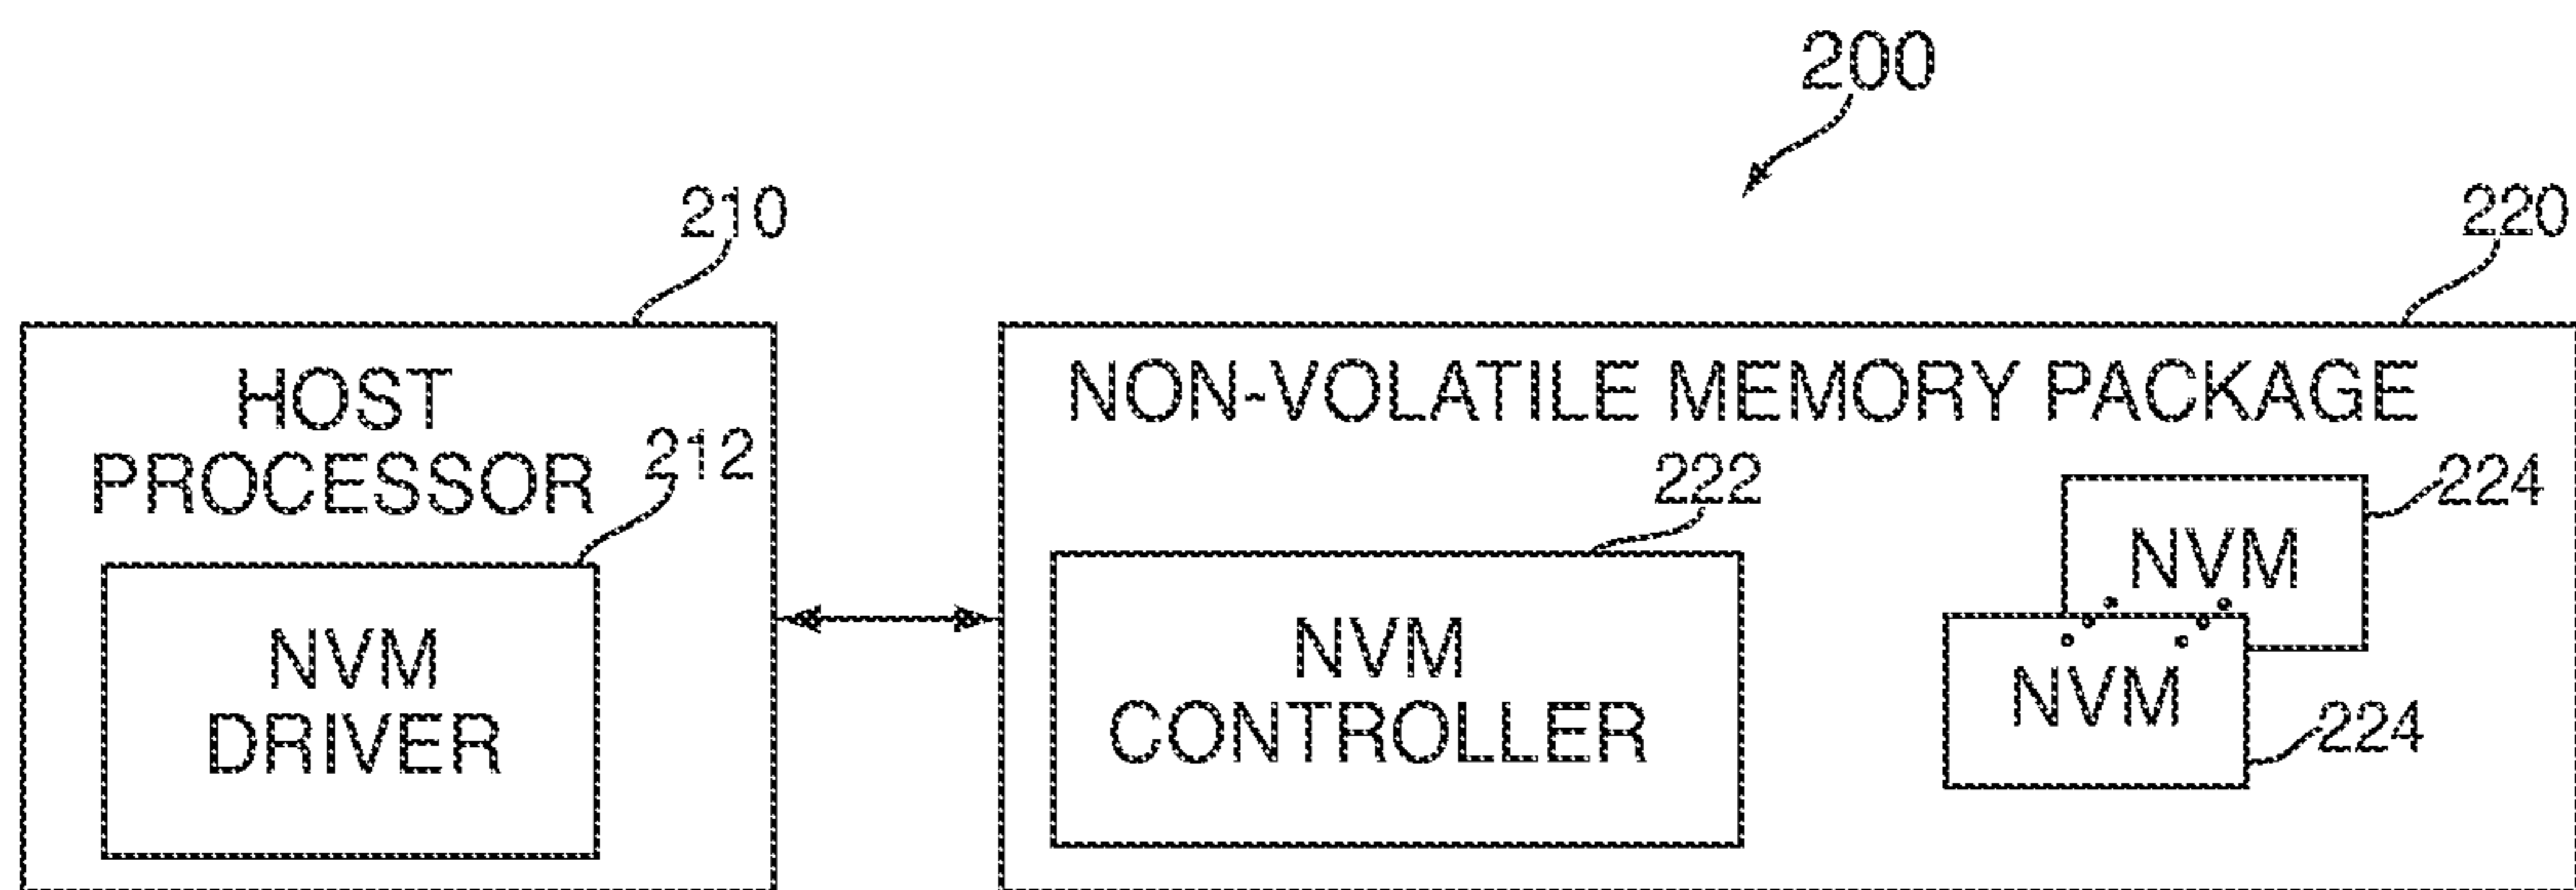 200
210
220
HOST
PROCESSOR
212
NVM
DRIVER
NON-VOLATILE MEMORY PACKAGE
222
NVM
CONTROLLER
224
NVM
NVM
224